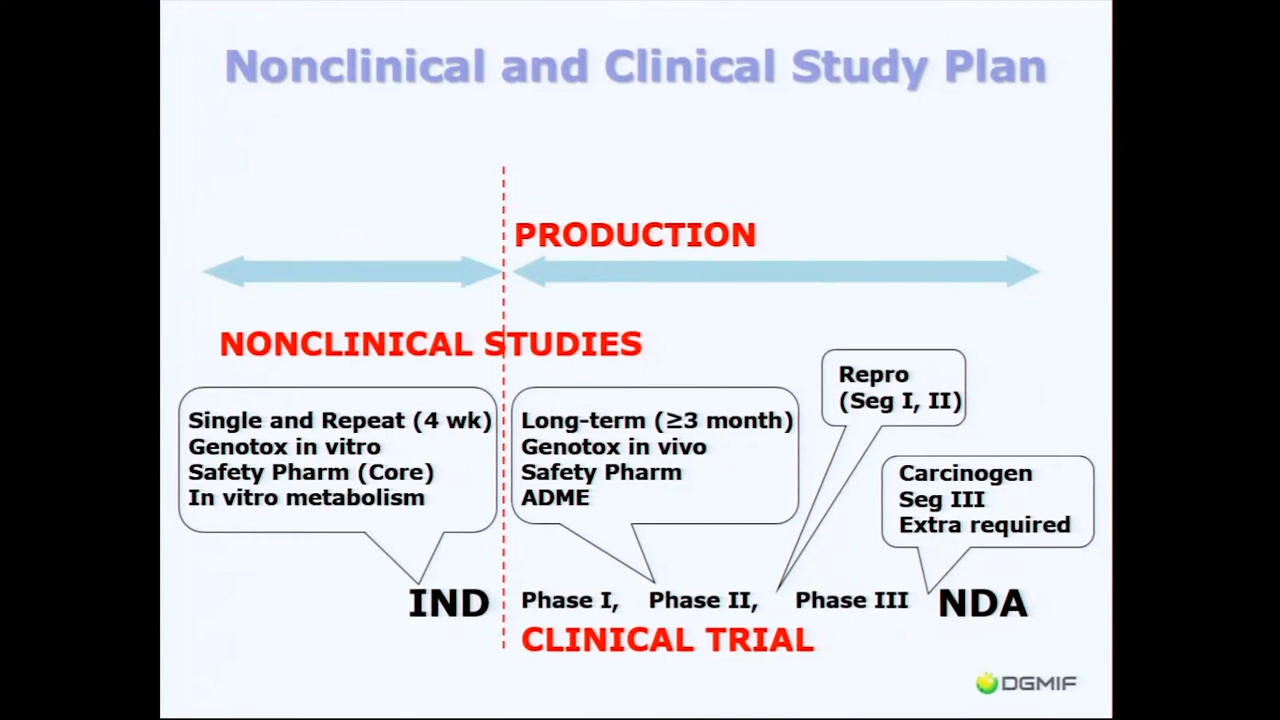 Nonclinical and Clinical Study Plan
PRODUCTION
NONCLINICAL STUDIES
Single and Repeat (4 wk)
Genotox in vitro
Safety Pharm (Core)
In vitro metabolism
Long-term (≥3 month)
Genotox in vivo
Safety Pharm
ADME
Repro
(Seg I, II)
Carcinogen
Seg III
Extra required
IND
Phase I,
Phase II,
Phase III
NDA
CLINICAL TRIAL
DGMIF